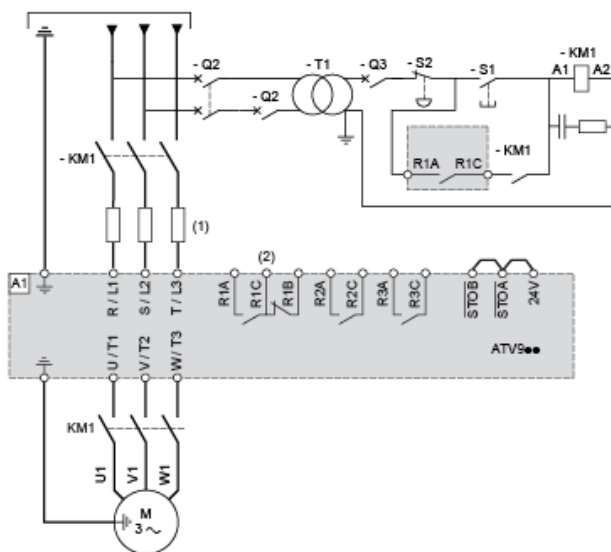 - Q2
- T1
- Q3
- S2
- S1
- KM1
A1
A2
- Q2
- KM1
R1A
R1C
- KM1
(1)
(2)
A1
R / L1
S / L2
T / L3
R1A
R1C
R1B
R2A
R2C
R3A
R3C
STOB
STOA
24V
U / T1
V / T2
W / T3
ATV9●●
KM1
U1
V1
W1
M
3 ~